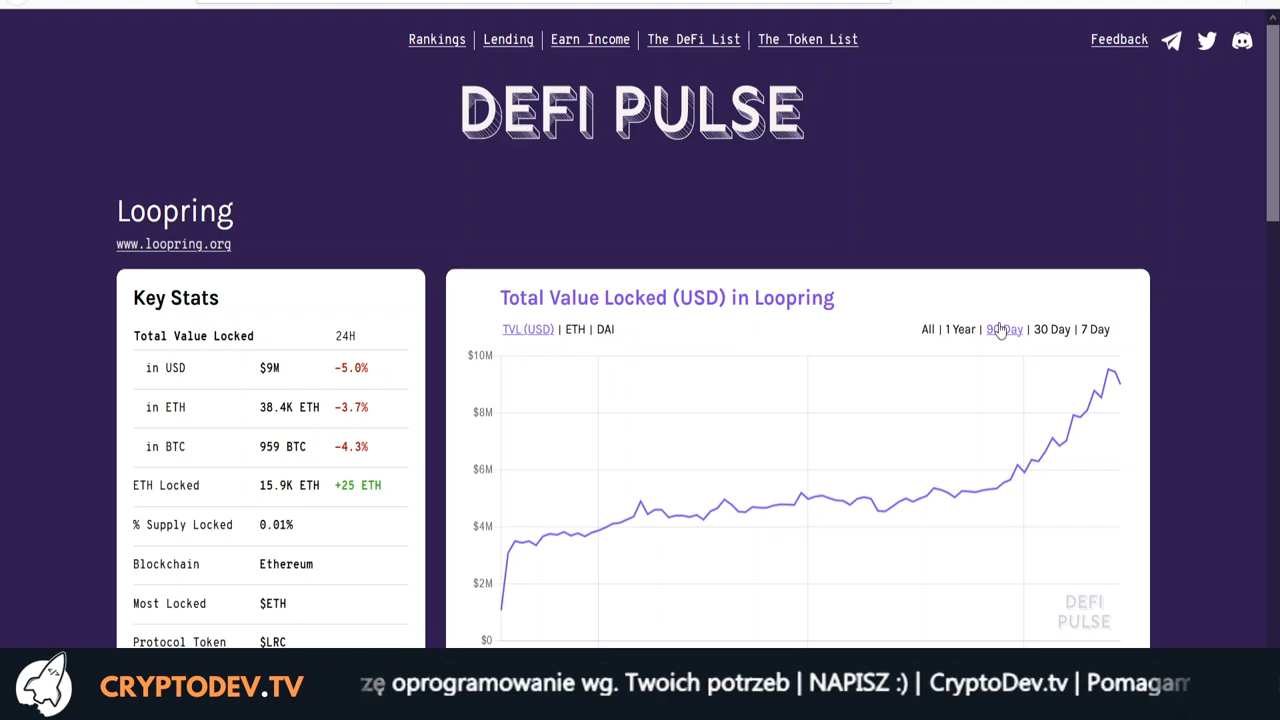 Rankings | Lending | Earn Income | The DeFi List | The Token List
Feedback
DEFI PULSE
Loopring
www.loopring.org
Key Stats
Total Value Locked 24H
in USD $9M -5.0%
in ETH 38.4K ETH -3.7%
in BTC 959 BTC -4.3%
ETH Locked 15.9K ETH +25 ETH
% Supply Locked 0.01%
Blockchain Ethereum
Most Locked $ETH
Protocol Token $LRC
Total Value Locked (USD) in Loopring
TVL (USD) | ETH | DAI
All | 1 Year | 90 Day | 30 Day | 7 Day
$10M
$8M
$6M
$4M
$2M
$0
DEFI
PULSE
CRYPTODEV.TV
zę oprogramowanie wg. Twoich potrzeb | NAPISZ :) | CryptoDev.tv | Pomagam